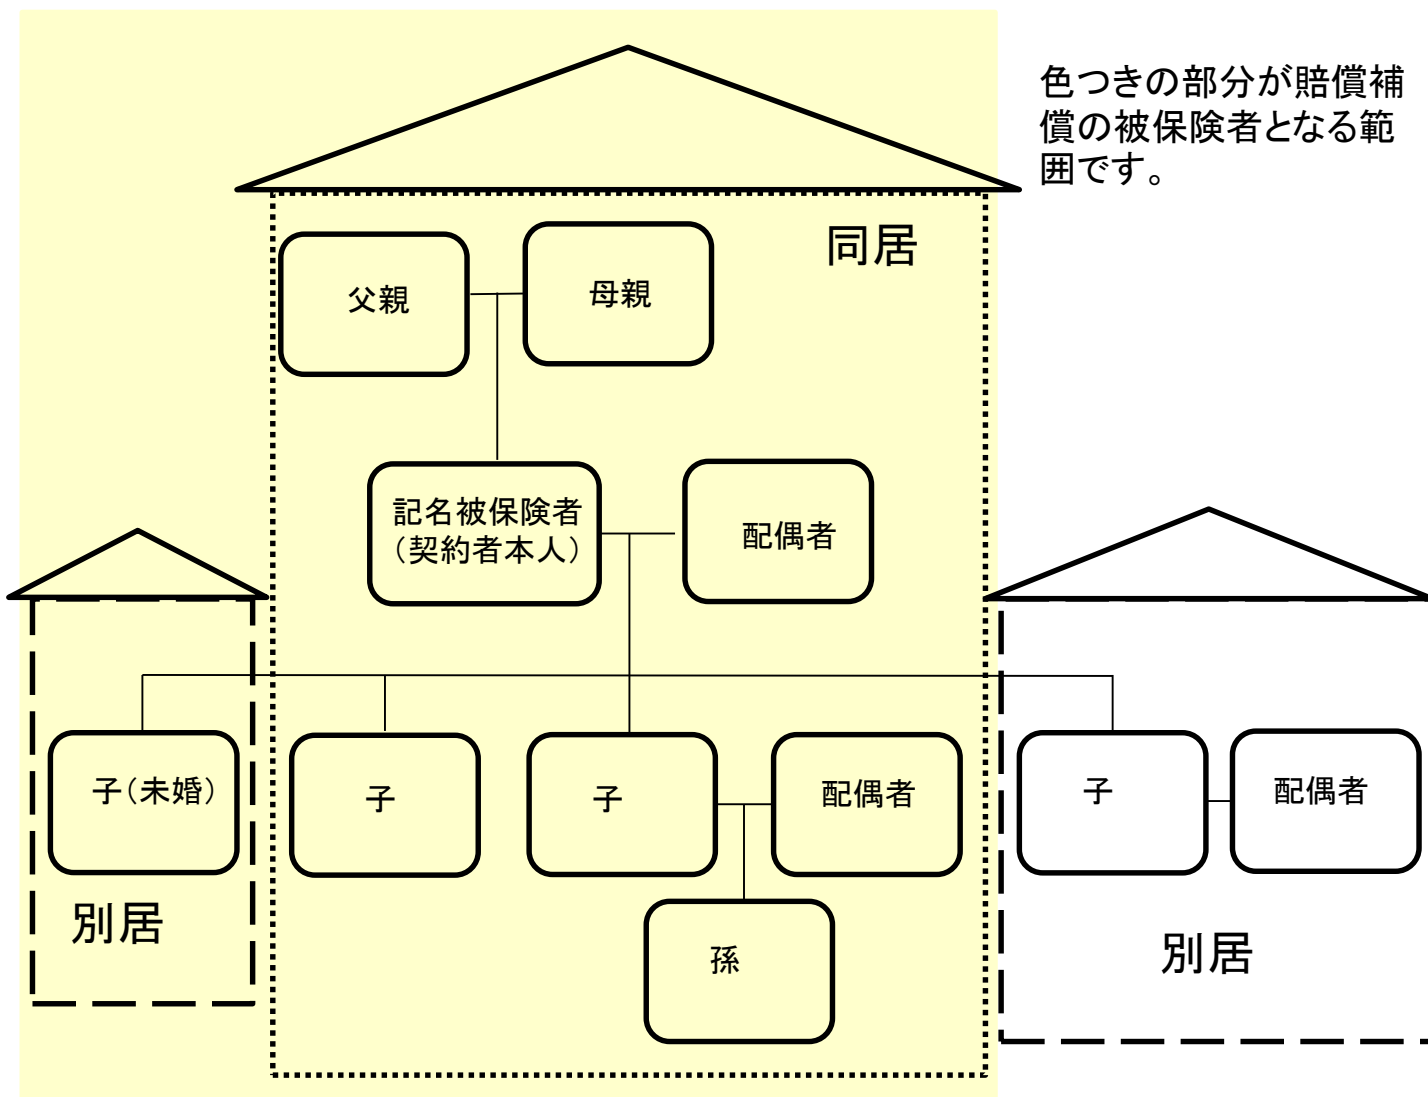 色つきの部分が賠償補
償の被保険者となる範
囲です。
同居
父親
母親
記名被保険者
（契約者本人）
配偶者
子（未婚）
子
子
配偶者
子
配偶者
別居
孫
別居